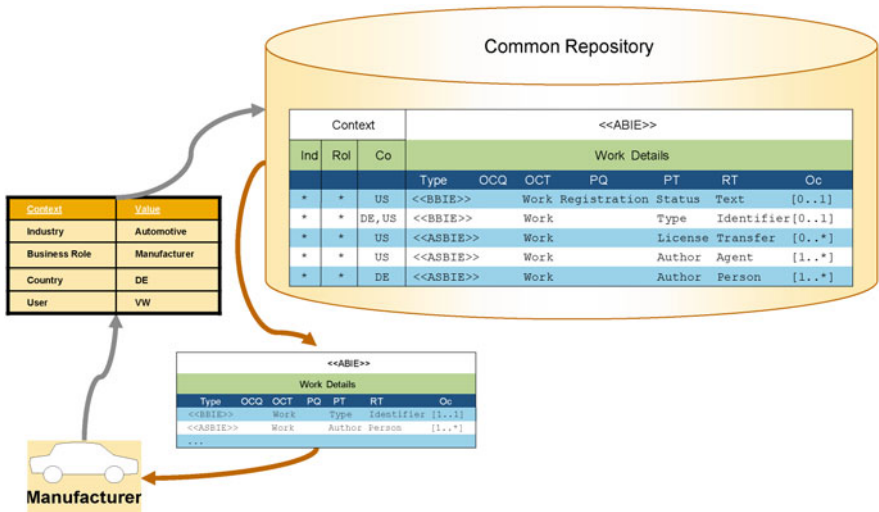 Common Repository
Context <<ABIE>>
Ind Rol Co Work Details
Type OCQ OCT PQ PT RT Oc
* * US <<BBIE>> Work Registration Status Text [0..1]
* * DE,US <<BBIE>> Work Type Identifier[0..1]
* * US <<ASBIE>> Work License Transfer [0..*]
* * US <<ASBIE>> Work Author Agent [1..*]
* * DE <<ASBIE>> Work Author Person [1..*]
Context Value
Industry Automotive
Business Role Manufacturer
Country DE
User VW
<<ABIE>>
Work Details
Type OCQ OCT PQ PT RT Oc
<<BBIE>> Work Type Identifier [1..1]
<<ASBIE>> Work Author Person [1..*]
...
Manufacturer